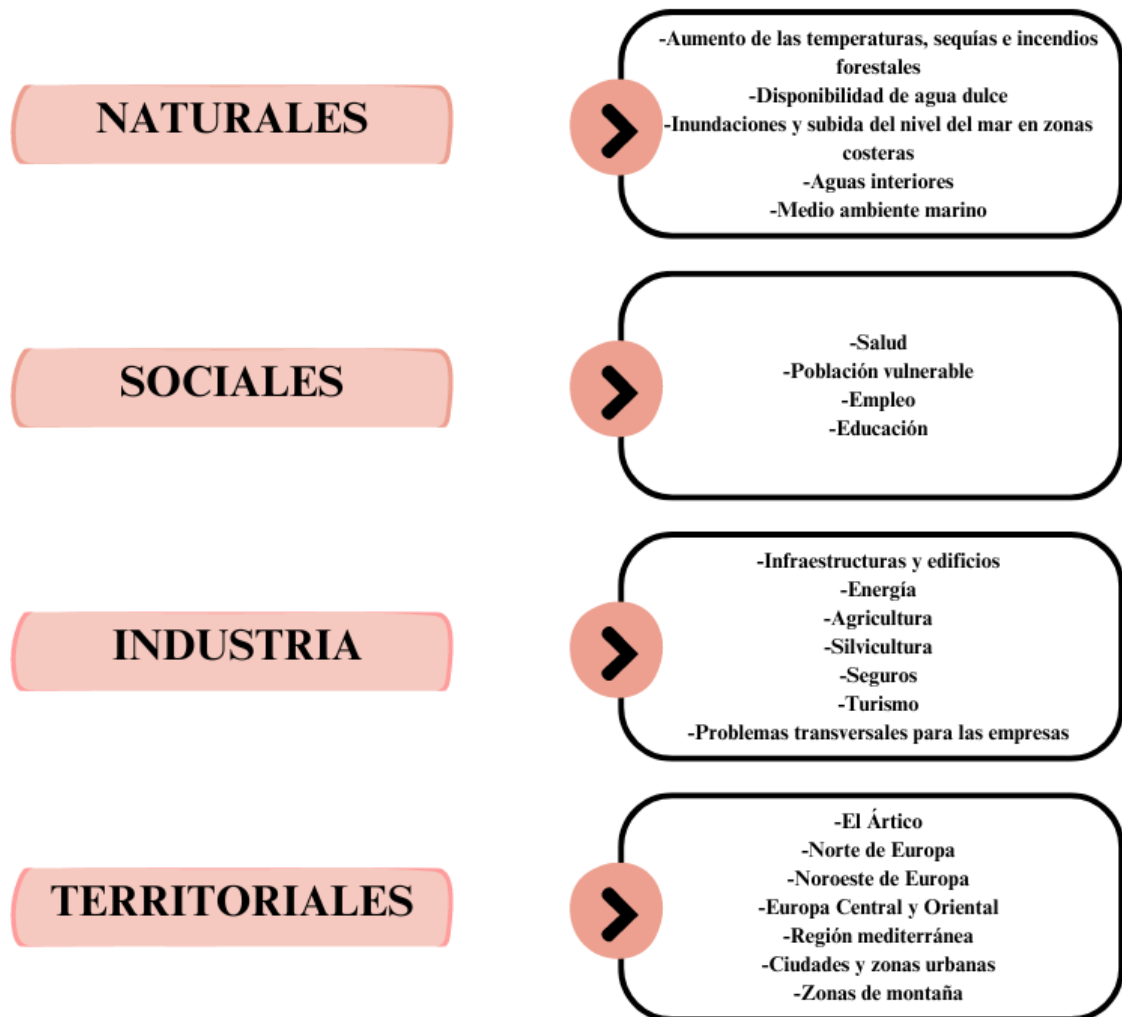 NATURALES
-Aumento de las temperaturas, sequías e incendios
forestales
-Disponibilidad de agua dulce
-Inundaciones y subida del nivel del mar en zonas
costeras
-Aguas interiores
-Medio ambiente marino
SOCIALES
-Salud
-Población vulnerable
-Empleo
-Educación
INDUSTRIA
-Infraestructuras y edificios
-Energía
-Agricultura
-Silvicultura
-Seguros
-Turismo
-Problemas transversales para las empresas
TERRITORIALES
-El Ártico
-Norte de Europa
-Noroeste de Europa
-Europa Central y Oriental
-Región mediterránea
-Ciudades y zonas urbanas
-Zonas de montaña